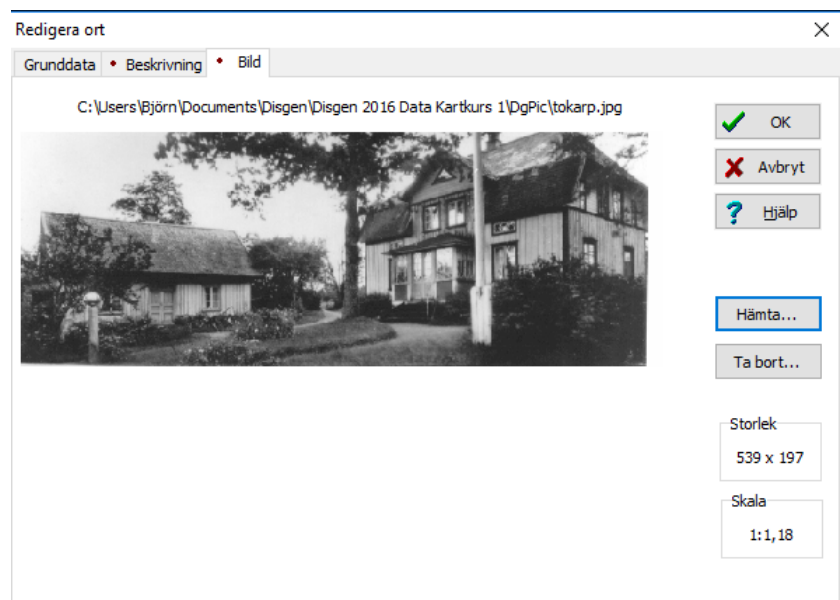 Redigera ort
Grunddata
Beskrivning
Bild
C:\Users\Björn\Documents\Disgen\Disgen 2016 Data Kartkurs 1\DgPic\tokarp.jpg
OK
Avbryt
Hjälp
Hämta...
Ta bort...
Storlek
539 x 197
Skala
1:1,18